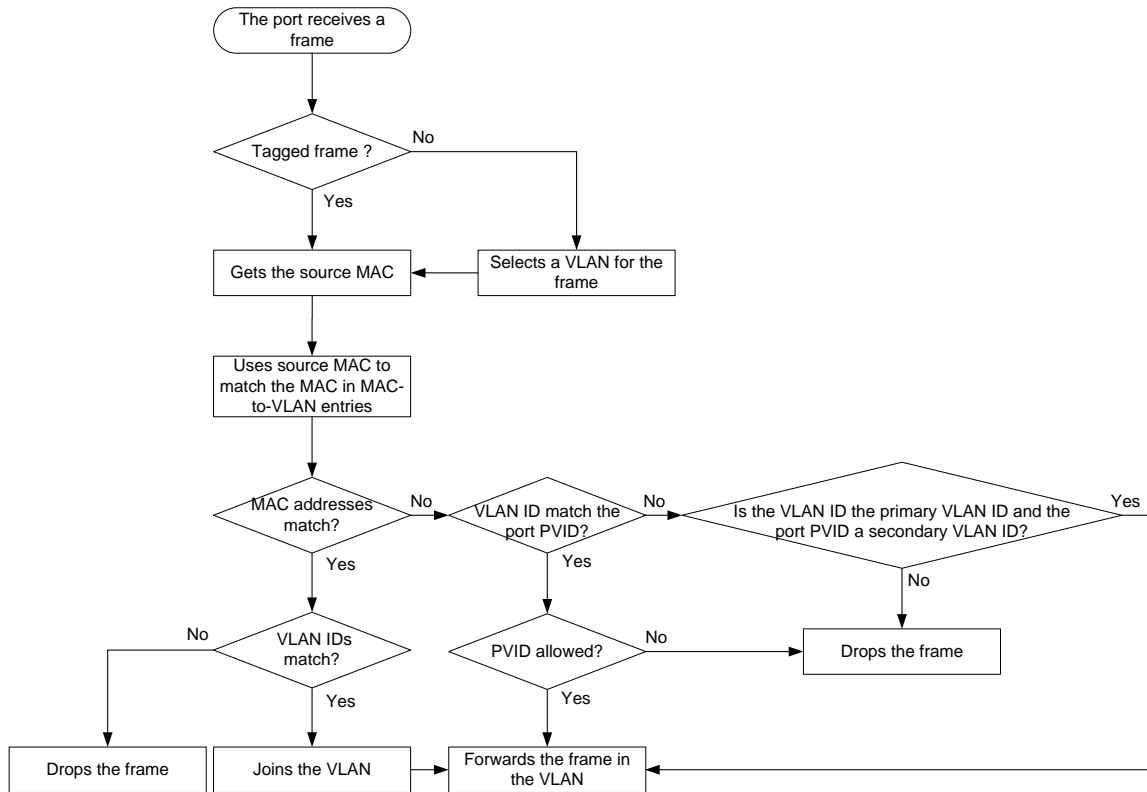 The port receives a
frame
Tagged frame ?
No
Yes
Gets the source MAC
Selects a VLAN for the
frame
Uses source MAC to
match the MAC in MAC-
to-VLAN entries
MAC addresses
match?
No
VLAN ID match the
port PVID?
No
Is the VLAN ID the primary VLAN ID and the
port PVID a secondary VLAN ID?
Yes
Yes
Yes
No
No
VLAN IDs
match?
PVID allowed?
No
Drops the frame
Yes
Yes
Drops the frame
Joins the VLAN
Forwards the frame in
the VLAN